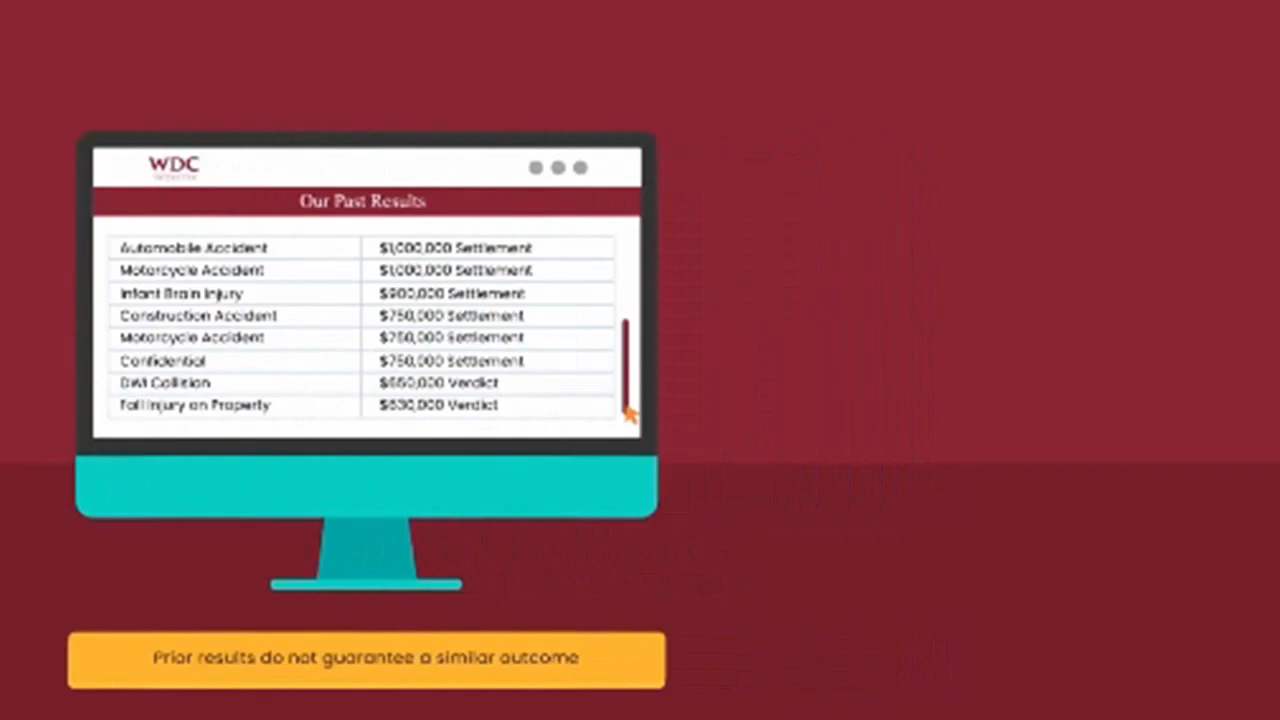 WDC
Our Past Results
Automobile Accident $1,000,000 Settlement
Motorcycle Accident $1,000,000 Settlement
Infant Brain Injury $900,000 Settlement
Construction Accident $750,000 Settlement
Motorcycle Accident $750,000 Settlement
Confidential $750,000 Settlement
DWI Collision $650,000 Verdict
Fall Injury on Property $630,000 Verdict
Prior results do not guarantee a similar outcome